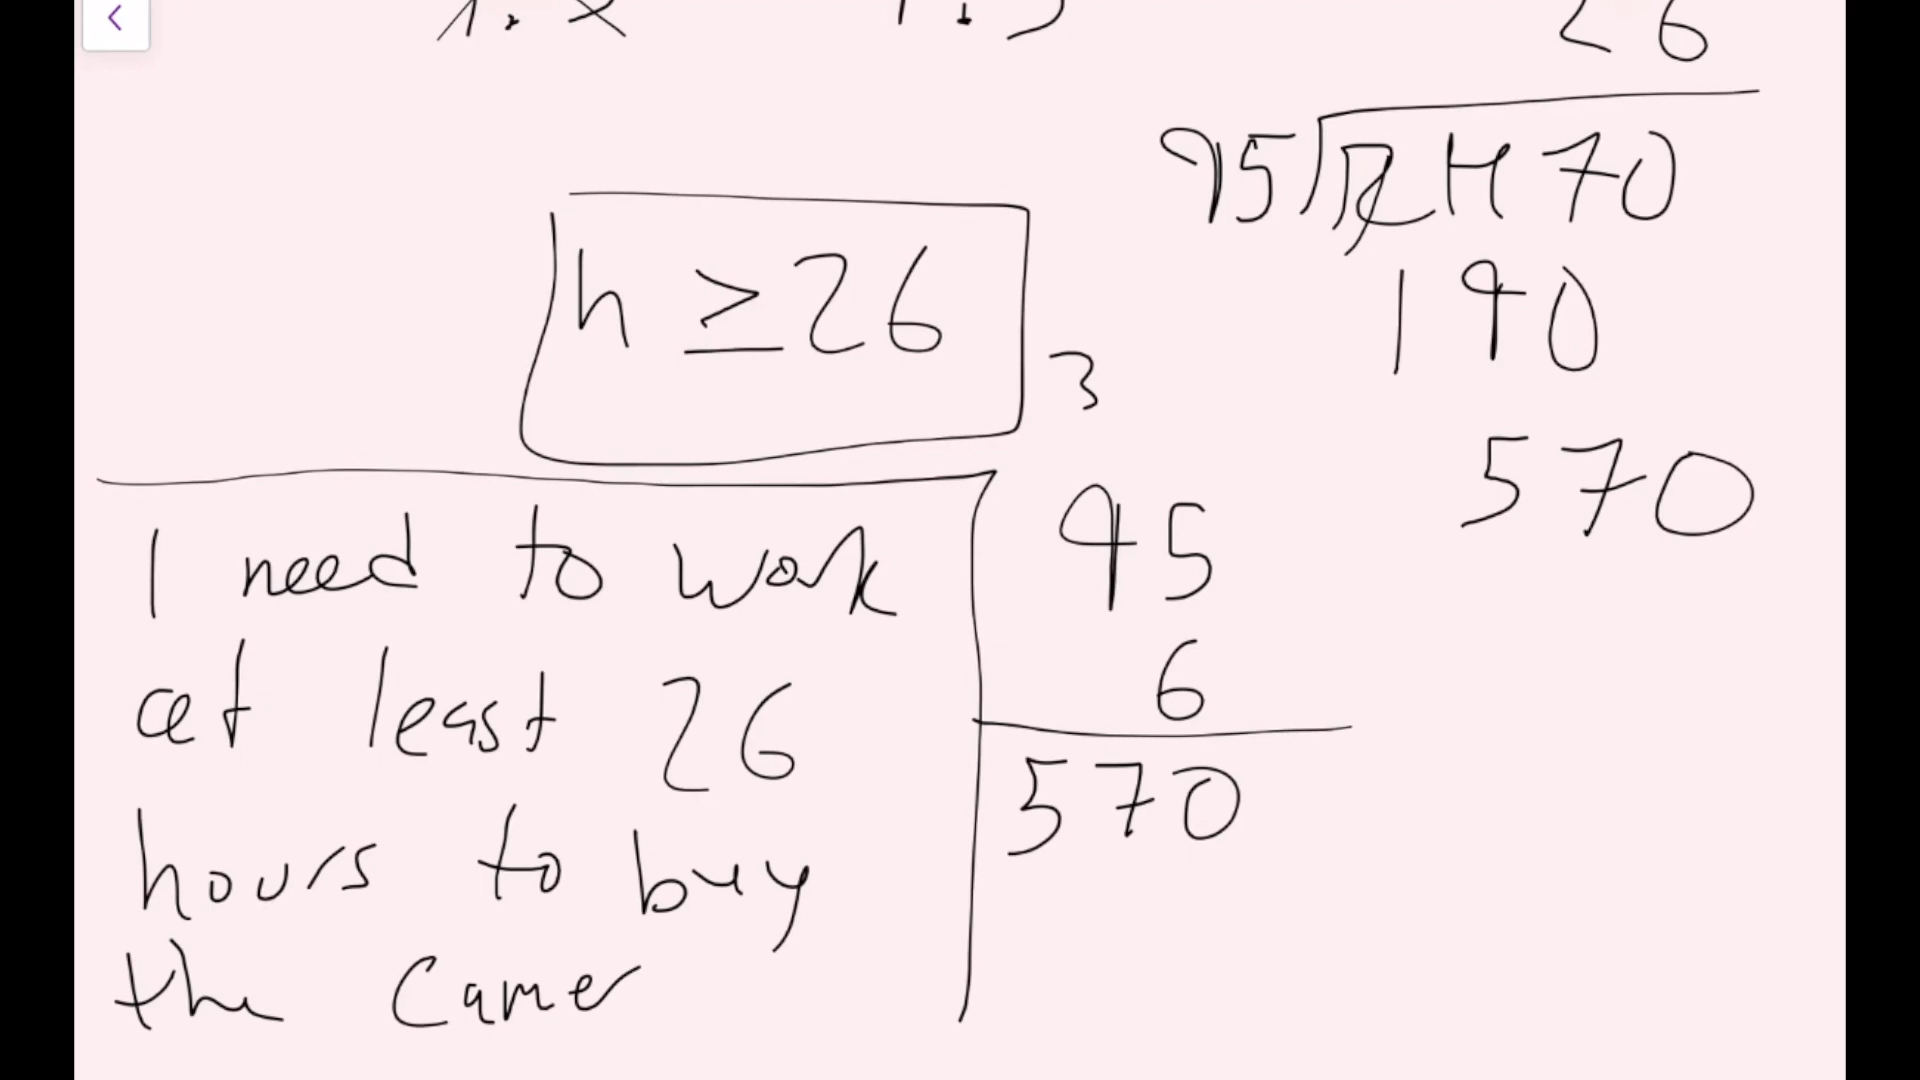 26
95 2470
190
570
h ≥ 26
3
95
6
570
I need to work
at least 26
hours to buy
the Camer